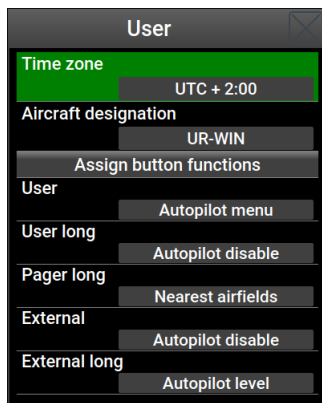 User
Time zone
UTC + 2:00
Aircraft designation
UR-WIN
Assign button functions
User
Autopilot menu
User long
Autopilot disable
Pager long
Nearest airfields
External
Autopilot disable
External long
Autopilot level